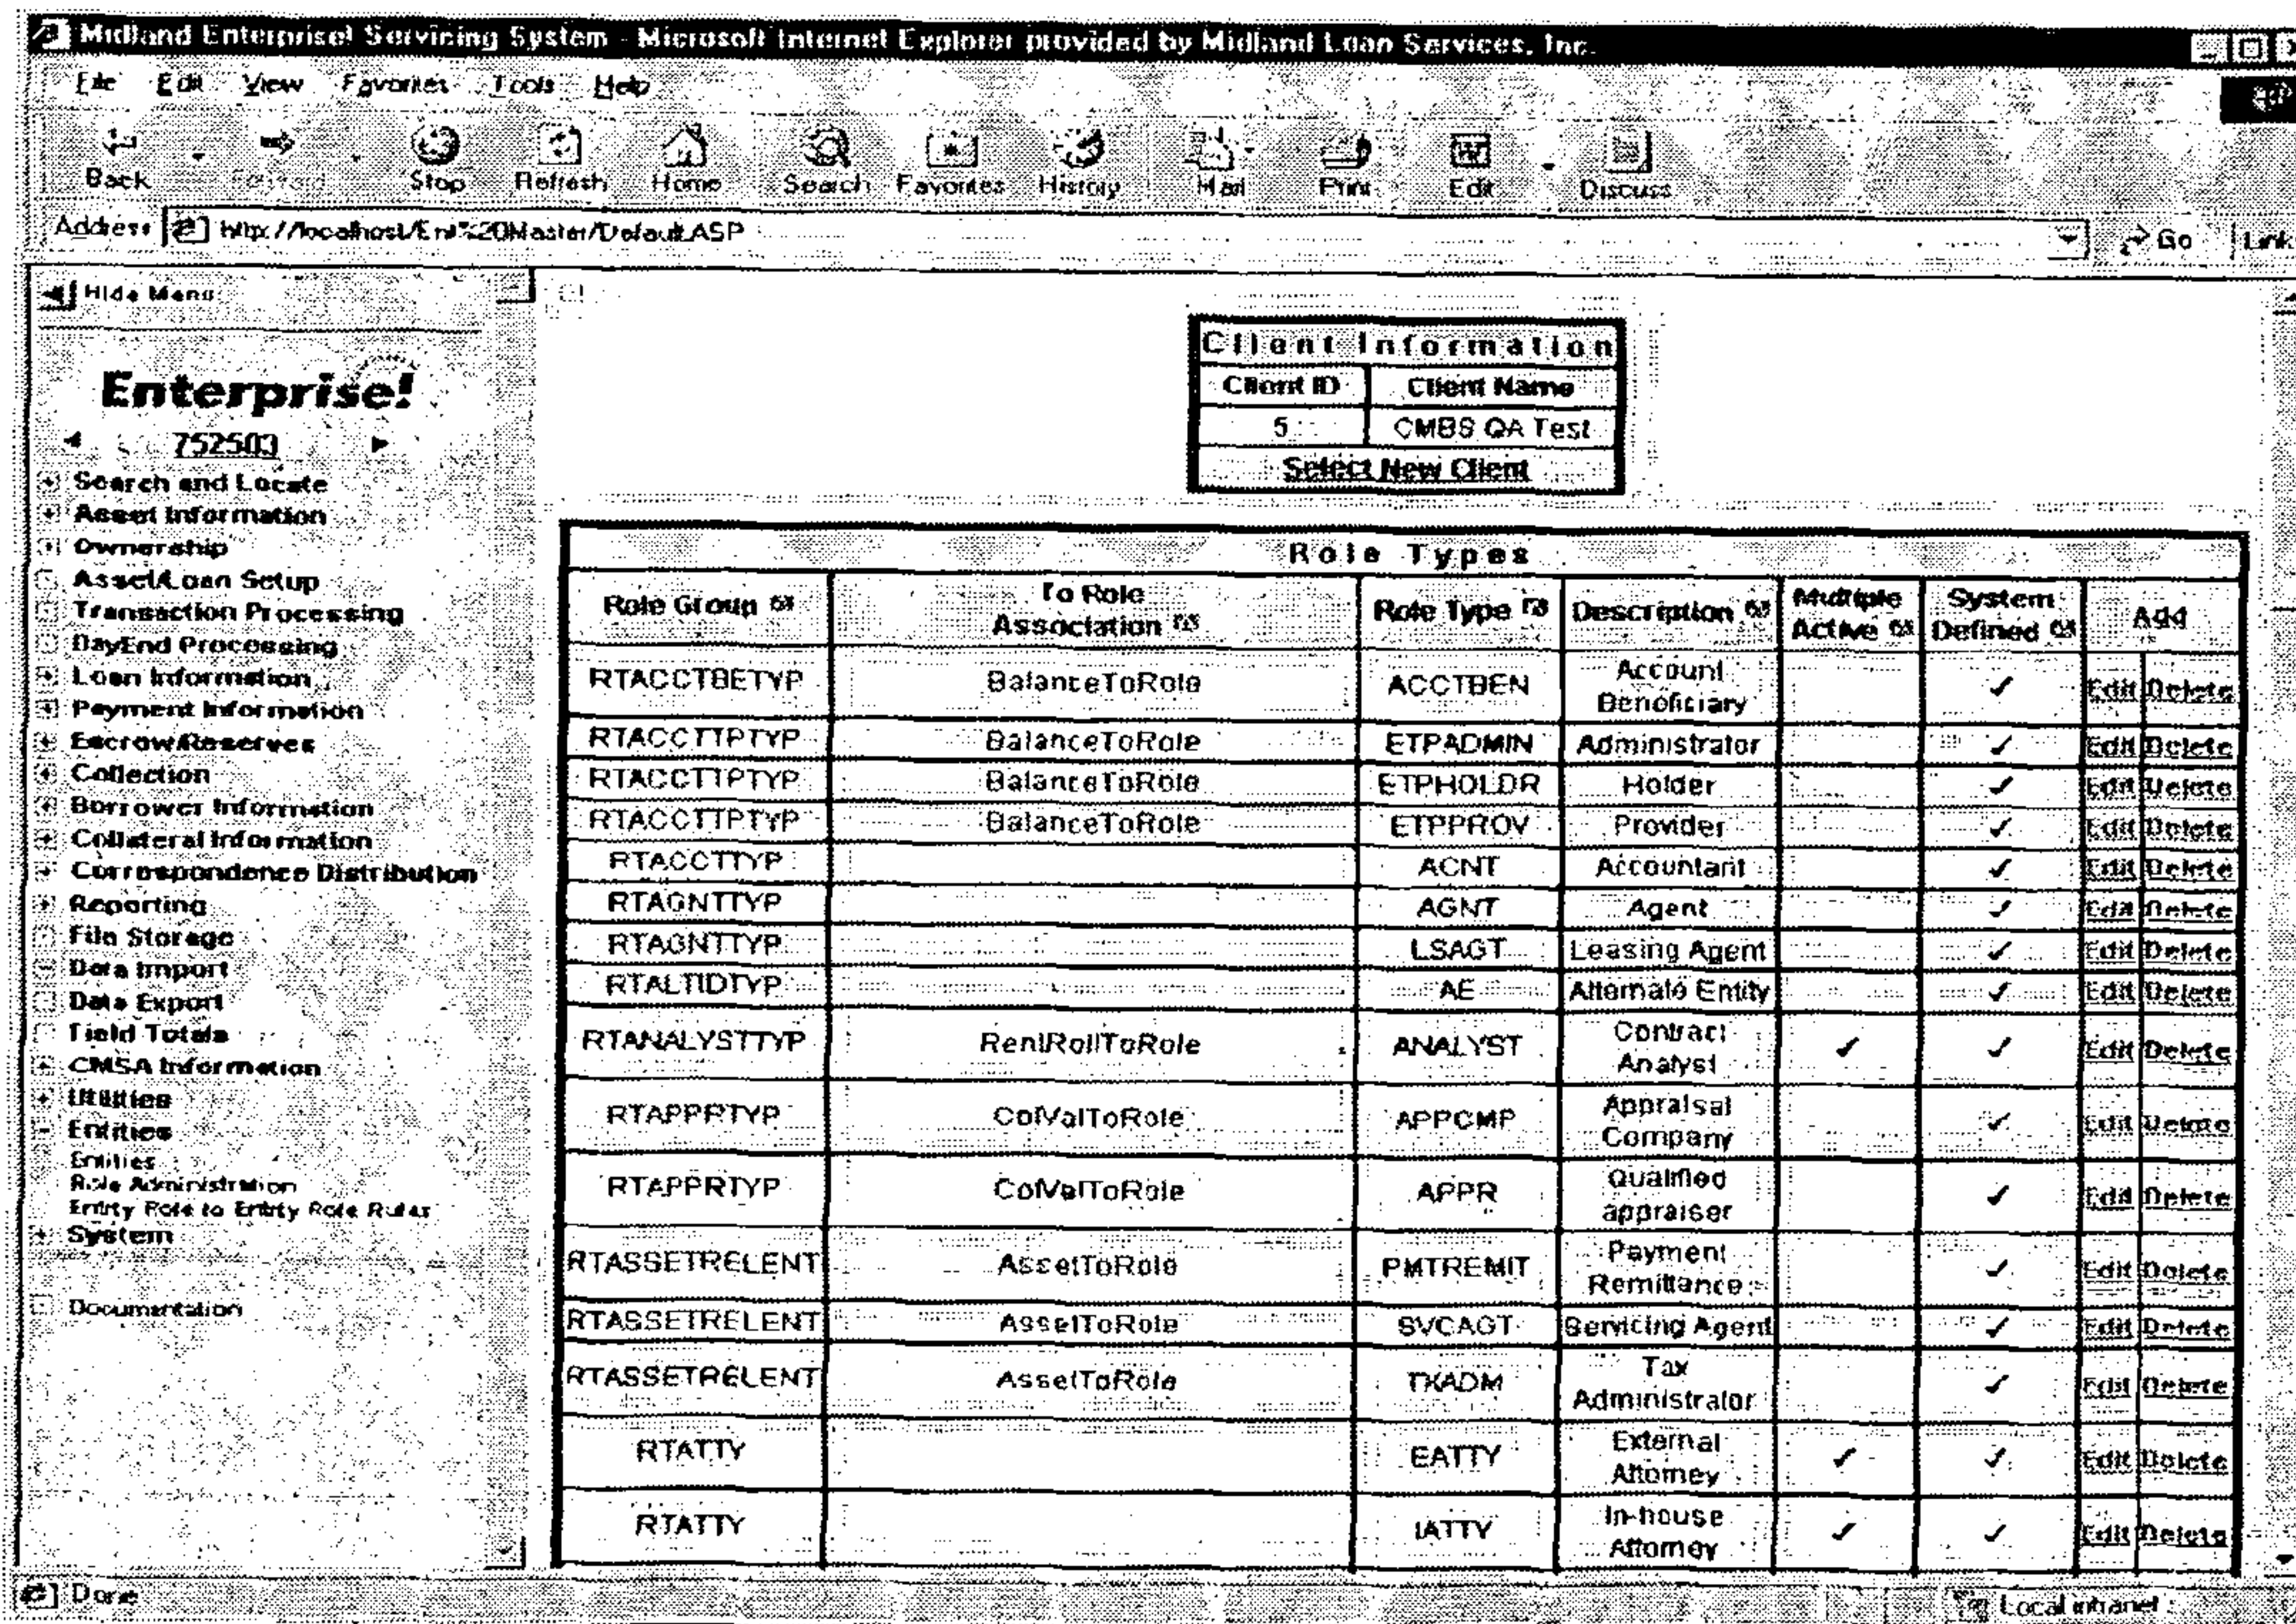 Midland Enterprise! Servicing System - Microsoft Internet Explorer provided by Midland Loan Services, Inc.
File Edit View Favorites Tools Help
Back Forward Stop Refresh Home Search Favorites History Mail Print Edit Discuss
Address http://localhost/Ent%20Master/Default.ASP Go Link
Hide Menu
Enterprise!
752503
Search and Locate
Asset Information
Ownership
Asset/Loan Setup
Transaction Processing
DayEnd Processing
Loan Information
Payment Information
Escrow/Reserves
Collection
Borrower Information
Collateral Information
Correspondence Distribution
Reporting
File Storage
Data Import
Data Export
Field Totals
CMSA Information
Utilities
Entities
Entities
Role Administration
Entity Role to Entity Role Rules
System
Documentation
Client Information
Client ID Client Name
5 CMBS QA Test
Select New Client
Role Types
Role Group To Role Association Role Type Description Multiple Active System Defined Add
RTACCTBETYP BalanceToRole ACCTBEN Account Beneficiary ✓ Edit Delete
RTACCTTPTYP BalanceToRole ETPADMIN Administrator ✓ Edit Delete
RTACCTTPTYP BalanceToRole ETPHOLDR Holder ✓ Edit Delete
RTACCTTPTYP BalanceToRole ETPPROV Provider ✓ Edit Delete
RTACCTTYP ACNT Accountant ✓ Edit Delete
RTAGNTTYP AGNT Agent ✓ Edit Delete
RTAGNTTYP LSAGT Leasing Agent ✓ Edit Delete
RTALTIDTYP AE Alternate Entity ✓ Edit Delete
RTANALYSTTYP RentRollToRole ANALYST Contract Analyst ✓ ✓ Edit Delete
RTAPPRTYP ColValToRole APPCMP Appraisal Company ✓ Edit Delete
RTAPPRTYP ColValToRole APPR Qualified appraiser ✓ Edit Delete
RTASSETRELENT AssetToRole PMTREMIT Payment Remittance ✓ Edit Delete
RTASSETRELENT AssetToRole SVCAGT Servicing Agent ✓ Edit Delete
RTASSETRELENT AssetToRole TXADM Tax Administrator ✓ Edit Delete
RTATTY EATTY External Attorney ✓ ✓ Edit Delete
RTATTY IATTY In-house Attorney ✓ ✓ Edit Delete
Done Local intranet